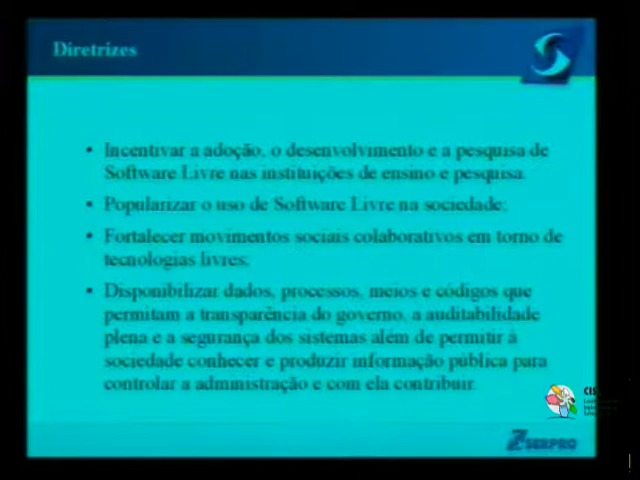 Diretrizes
• Incentivar a adoção, o desenvolvimento e a pesquisa de
Software Livre nas instituições de ensino e pesquisa.
• Popularizar o uso de Software Livre na sociedade;
• Fortalecer movimentos sociais colaborativos em torno de
tecnologias livres;
• Disponibilizar dados, processos, meios e códigos que
permitam a transparência do governo, a auditabilidade
plena e a segurança dos sistemas além de permitir à
sociedade conhecer e produzir informação pública para
controlar a administração e com ela contribuir.
CIS
SERPRO